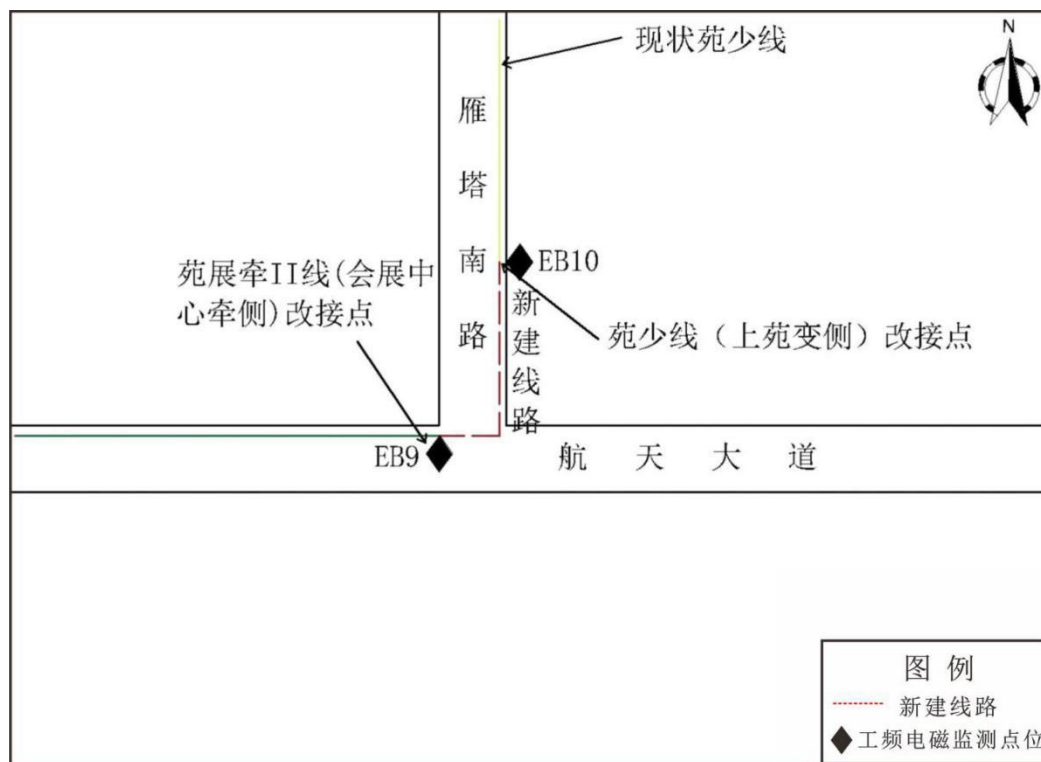 N
现状苑少线
雁塔南路
EB10
苑展牵II线(会展中
心牵侧)改接点
新建线路
苑少线（上苑变侧）改接点
EB9
航天大道
图例
新建线路
工频电磁监测点位